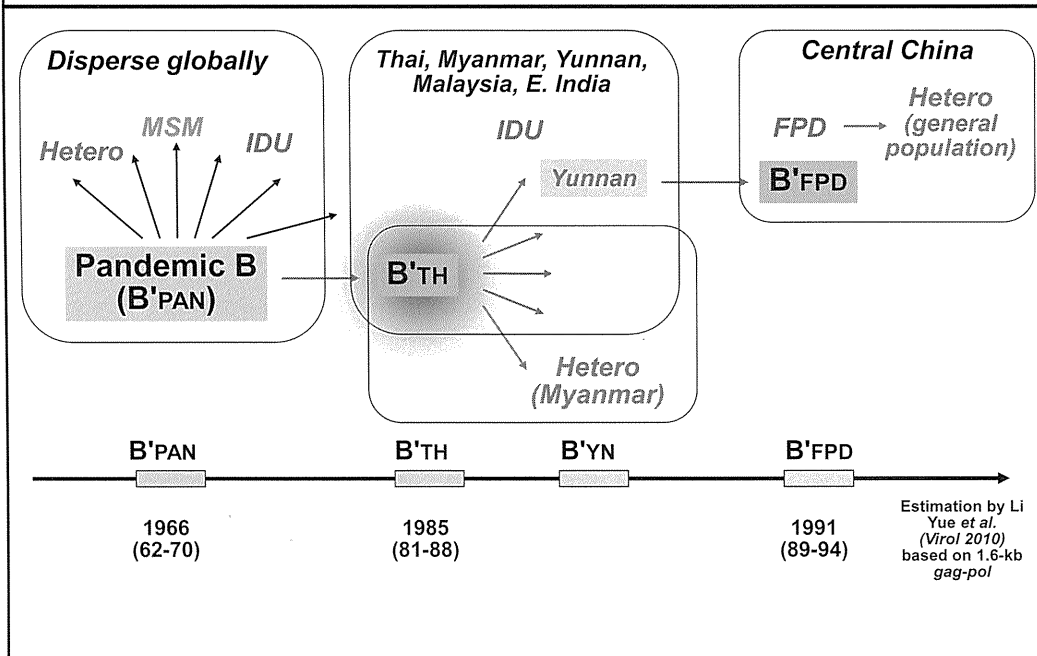 Disperse globally
Hetero
MSM
IDU
Pandemic B
(B'PAN)
Thai, Myanmar, Yunnan,
Malaysia, E. India
IDU
Yunnan
B'TH
Hetero
(Myanmar)
Central China
FPD
Hetero
(general
population)
B'FPD
B'PAN
B'TH
B'YN
B'FPD
1966
(62-70)
1985
(81-88)
1991
(89-94)
Estimation by Li
Yue et al.
(Virol 2010)
based on 1.6-kb
gag-pol